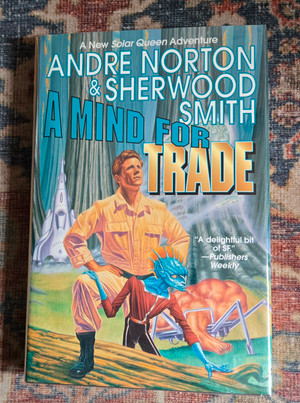 A New Solar Queen Adventure
ANDRE NORTON
& SHERWOOD
SMITH
A MIND FOR
TRADE
"A delightful bit
of SF."
—Publishers
Weekly